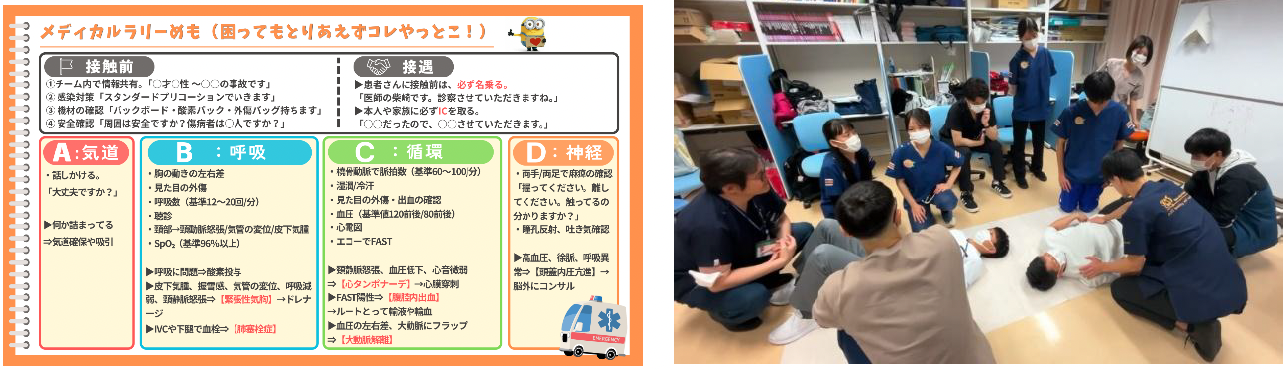 メディカルラリーめも（困ってもとりあえずコレやっとこ！）
接触前
①チーム内で情報共有。「〇才〇性 〜〇〇の事故です」
② 感染対策「スタンダードプリコーションでいきます」
③ 機材の確認「バックボード・酸素バック・外傷バッグ持ちます」
④ 安全確認「周囲は安全ですか？傷病者は〇人ですか？」
接遇
▶患者さんに接触前は、必ず名乗る。
「医師の柴崎です。診察させていただきますね。」
▶本人や家族に必ずICを取る。
「〇〇だったので、〇〇させていただきます。」
A:気道
・話しかける。
「大丈夫ですか？」
▶何か詰まってる
⇒気道確保や吸引
B：呼吸
・胸の動きの左右差
・見た目の外傷
・呼吸数（基準12〜20回/分）
・聴診
・頚部→頚動脈怒張/気管の変位/皮下気腫
・SpO₂（基準96%以上）
▶呼吸に問題⇒酸素投与
▶皮下気腫、握雪感、気管の変位、呼吸減
弱、頚静脈怒張⇒【緊張性気胸】→ドレナ
ージ
▶IVCや下腿で血栓⇒［肺塞栓症］
C：循環
・橈骨動脈で脈拍数（基準60〜100/分）
・湿潤/冷汗
・見た目の外傷・出血の確認
・血圧（基準値120前後/80前後）
・心電図
・エコーでFAST
▶頚静脈怒張、血圧低下、心音微弱
⇒【心タンポナーデ】→心膜穿刺
▶FAST陽性⇒【腹腔内出血】
→ルートとって輸液や輸血
▶血圧の左右差、大動脈にフラップ
⇒【大動脈解離】
D：神経
・両手/両足で麻痺の確認
「握ってください。離し
てください。触ってるの
分かりますか？」
・瞳孔反射、吐き気確認
▶高血圧、徐脈、呼吸異
常⇒【頭蓋内圧亢進】→
脳外にコンサル
EMERGENCY